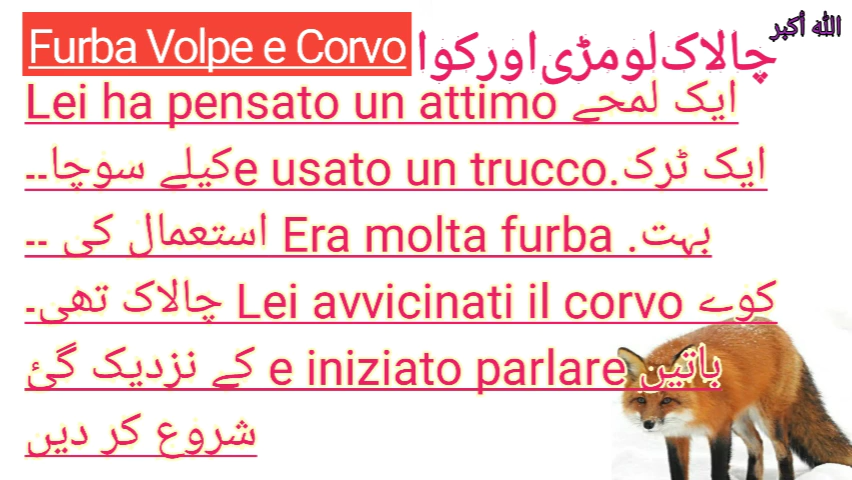 Furba Volpe e Corvo چالاک لومڑی اور کوا
الله أكبر
Lei ha pensato un attimo ایک لمحے
کیلے سوچا۔۔e usato un trucco.ایک ٹرک
استعمال کی ۔۔ Era molta furba .بہت
چالاک تھی۔ Lei avvicinati il corvo کوے
کے نزدیک گئ e iniziato parlare باتیں
شروع کر دیں